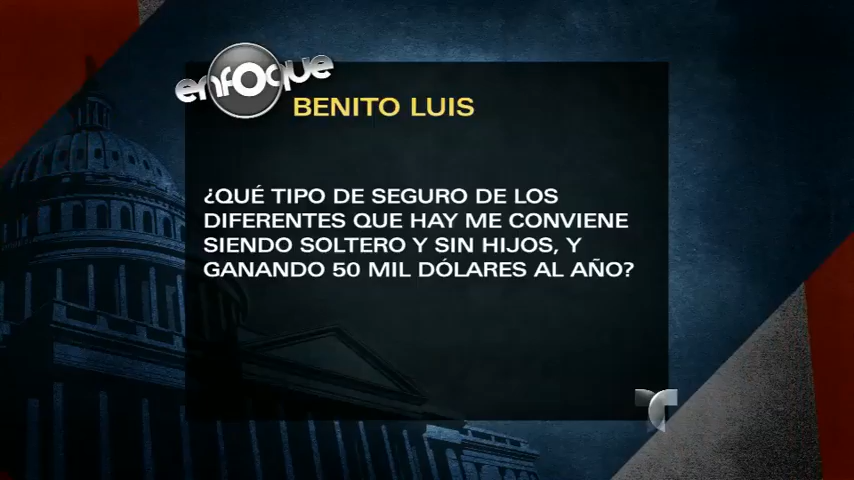 enfoque
BENITO LUIS
¿QUÉ TIPO DE SEGURO DE LOS
DIFERENTES QUE HAY ME CONVIENE
SIENDO SOLTERO Y SIN HIJOS, Y
GANANDO 50 MIL DÓLARES AL AÑO?